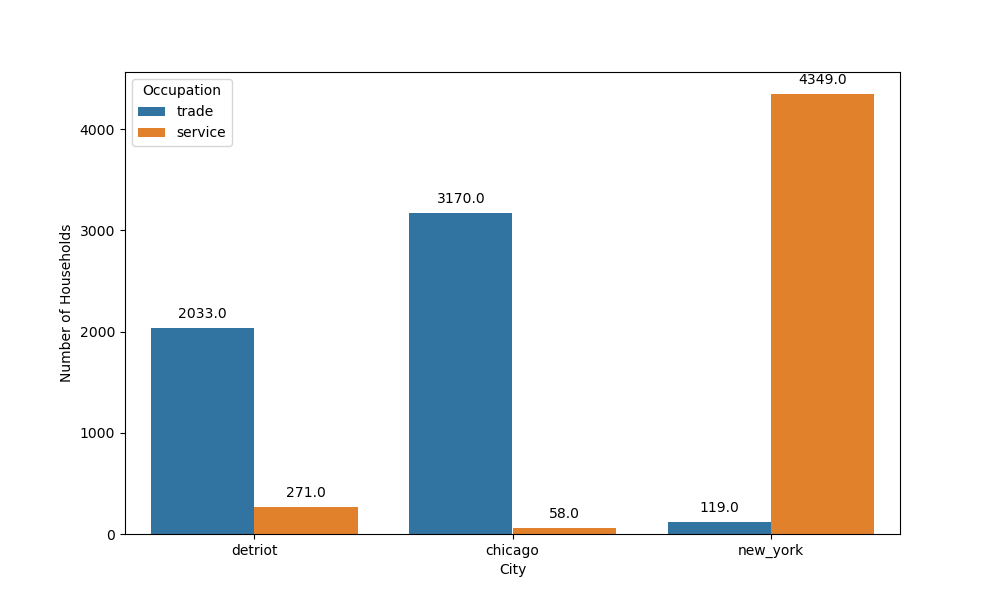 4349.0
Occupation
trade
service
4000
3170.0
3000
2033.0
2000
1000
271.0
119.0
58.0
0
detriot chicago new_york
City
Number of Households